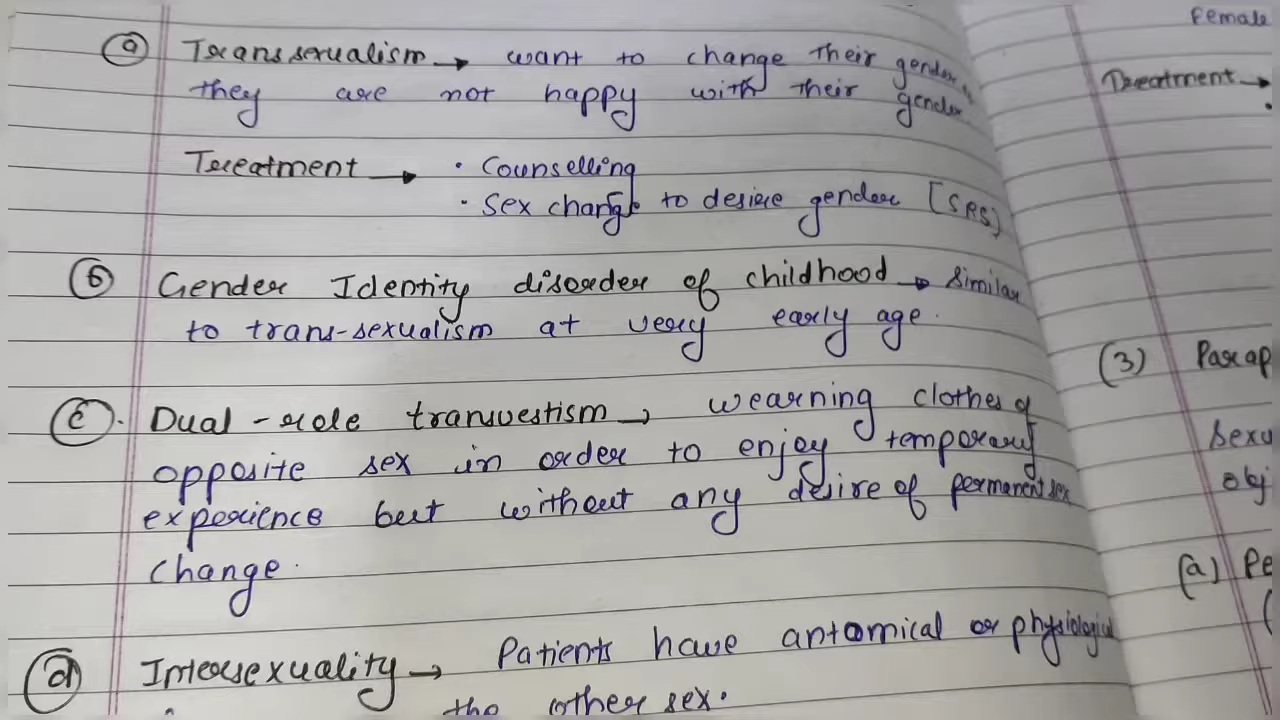 (a) Transsexualism → want to change their gender,
they are not happy with their gender
Treatment → • Counselling
• Sex change to desire gender [SRS]
(b) Gender Identity disorder of childhood → Similar
to trans-sexualism at very early age.
(c). Dual-role tranvestism → wearning clothes of
opposite sex in order to enjoy temporary
experience but without any desire of permanent sex
change.
(d) Intersexuality → Patients have antomical or physiological
the other sex.
Female
Treatment →
•
(3) Parap
Sexu
obj
(a) Pe
(